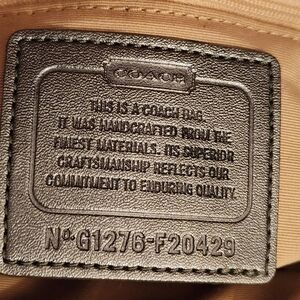 COACH
THIS IS A COACH BAG.
IT WAS HANDCRAFTED FROM THE
FINEST MATERIALS. ITS SUPERIOR
CRAFTSMANSHIP REFLECTS OUR
COMMITMENT TO ENDURING QUALITY.
Nº G1276-F20429